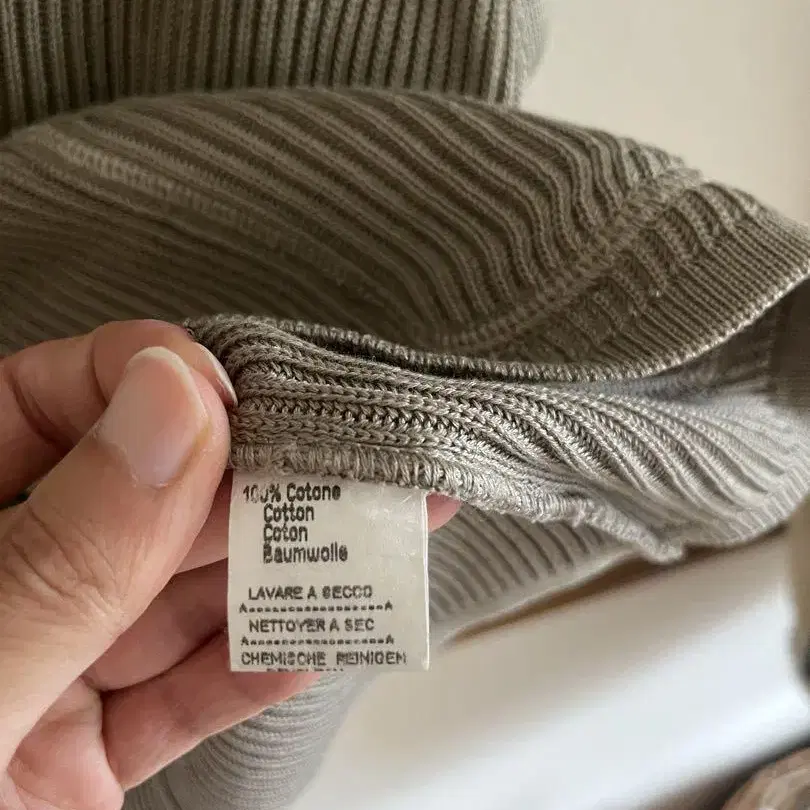 100% Cotone
Cotton
Coton
Baumwolle
LAVARE A SECCO
NETTOYER A SEC
CHEMISCHE REINIGEN